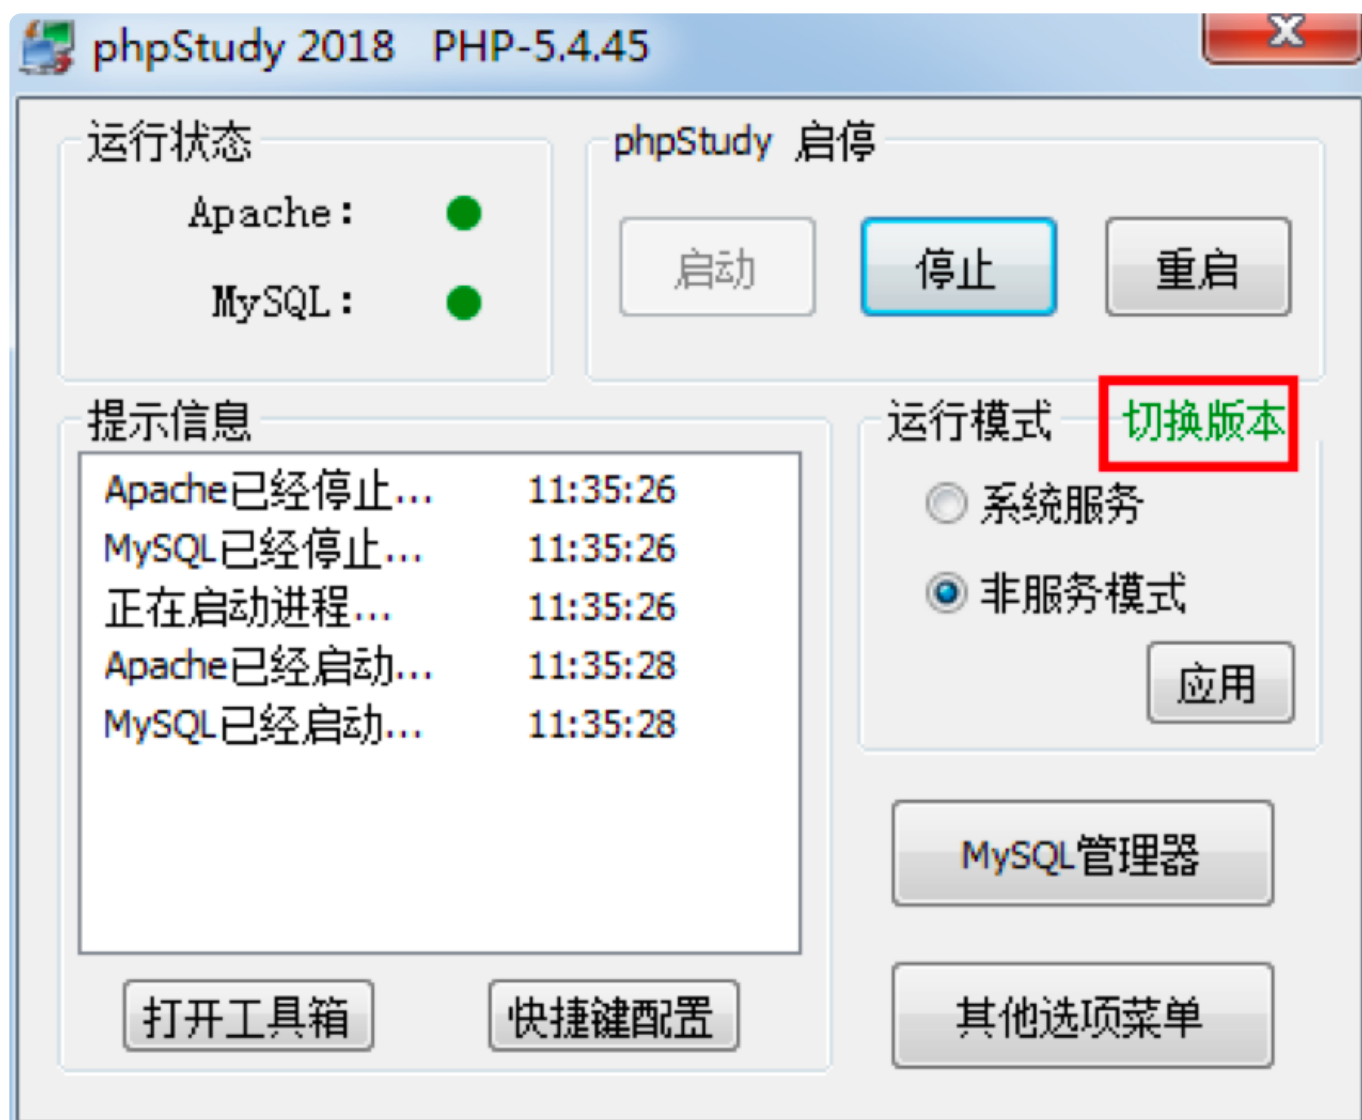 phpStudy 2018 PHP-5.4.45
x
运行状态
Apache:
MySQL:
phpStudy 启停
启动 停止 重启
提示信息
Apache已经停止... 11:35:26
MySQL已经停止... 11:35:26
正在启动进程... 11:35:26
Apache已经启动... 11:35:28
MySQL已经启动... 11:35:28
打开工具箱 快捷键配置
运行模式 切换版本
系统服务
非服务模式
应用
MySQL管理器
其他选项菜单